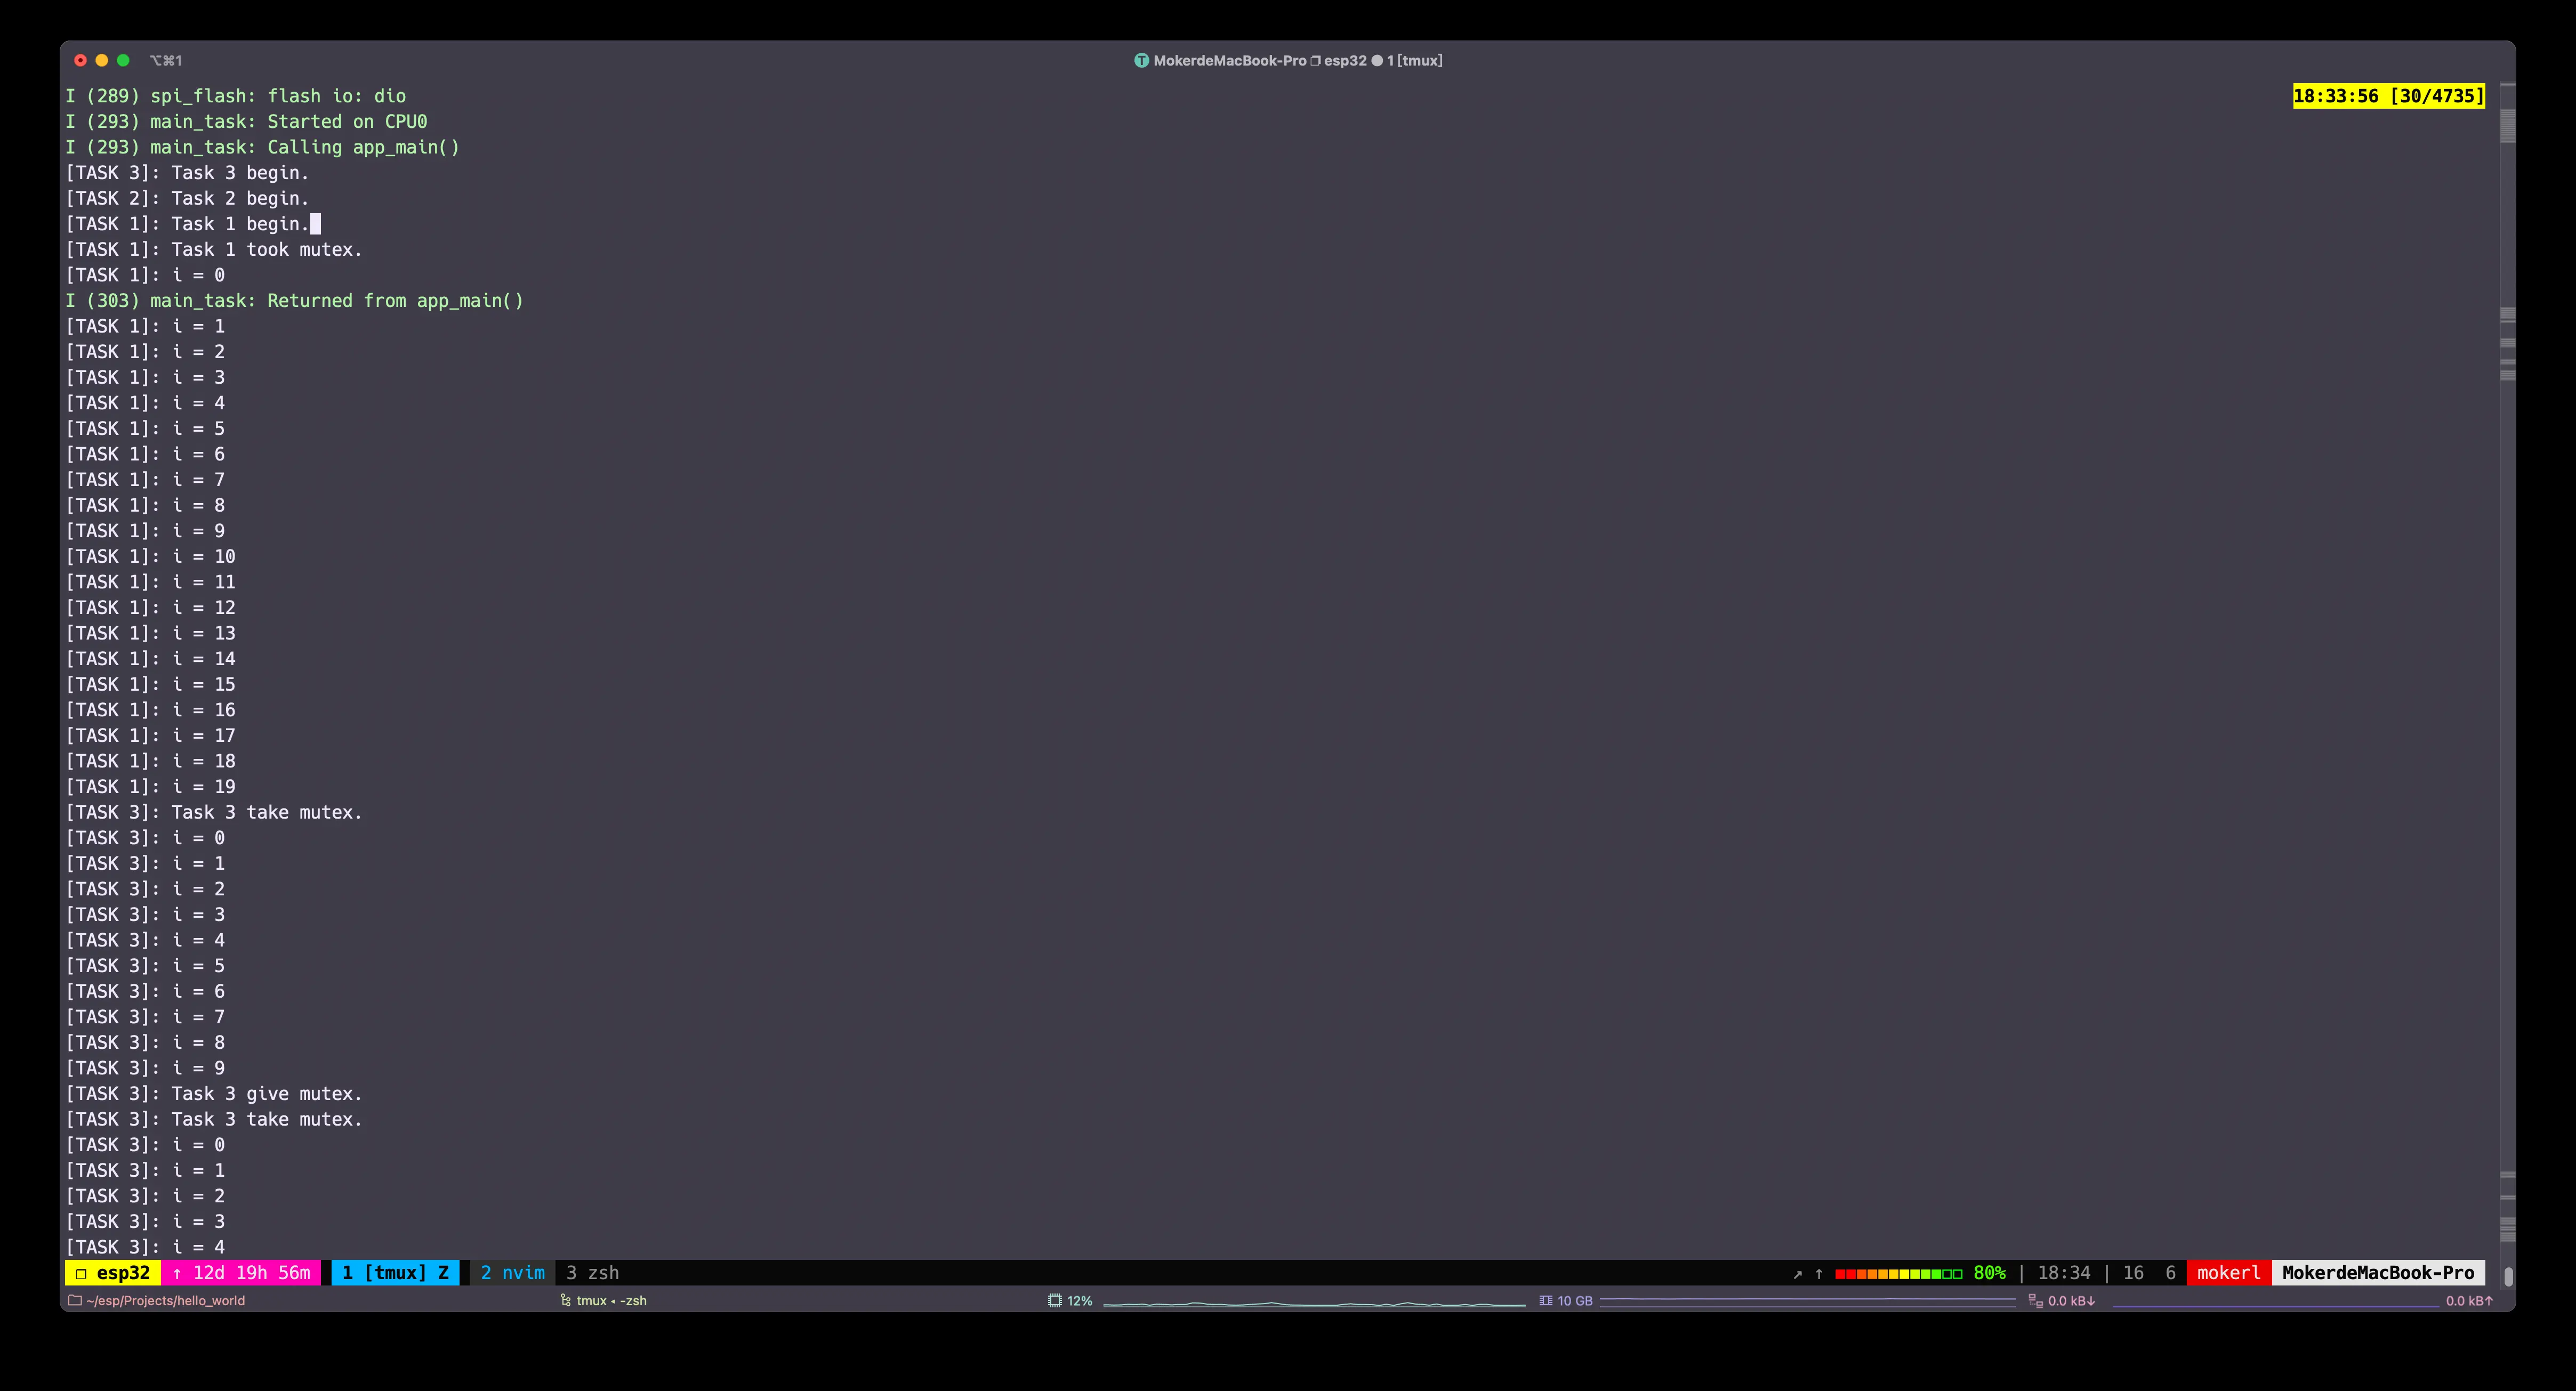 ⌥⌘1
MokerdeMacBook-Pro ❐ esp32 ● 1 [tmux]
I (289) spi_flash: flash io: dio
18:33:56 [30/4735]
I (293) main_task: Started on CPU0
I (293) main_task: Calling app_main()
[TASK 3]: Task 3 begin.
[TASK 2]: Task 2 begin.
[TASK 1]: Task 1 begin.
[TASK 1]: Task 1 took mutex.
[TASK 1]: i = 0
I (303) main_task: Returned from app_main()
[TASK 1]: i = 1
[TASK 1]: i = 2
[TASK 1]: i = 3
[TASK 1]: i = 4
[TASK 1]: i = 5
[TASK 1]: i = 6
[TASK 1]: i = 7
[TASK 1]: i = 8
[TASK 1]: i = 9
[TASK 1]: i = 10
[TASK 1]: i = 11
[TASK 1]: i = 12
[TASK 1]: i = 13
[TASK 1]: i = 14
[TASK 1]: i = 15
[TASK 1]: i = 16
[TASK 1]: i = 17
[TASK 1]: i = 18
[TASK 1]: i = 19
[TASK 3]: Task 3 take mutex.
[TASK 3]: i = 0
[TASK 3]: i = 1
[TASK 3]: i = 2
[TASK 3]: i = 3
[TASK 3]: i = 4
[TASK 3]: i = 5
[TASK 3]: i = 6
[TASK 3]: i = 7
[TASK 3]: i = 8
[TASK 3]: i = 9
[TASK 3]: Task 3 give mutex.
[TASK 3]: Task 3 take mutex.
[TASK 3]: i = 0
[TASK 3]: i = 1
[TASK 3]: i = 2
[TASK 3]: i = 3
[TASK 3]: i = 4
❐ esp32 ↑ 12d 19h 56m 1 [tmux] Z 2 nvim 3 zsh ↗ ↑ 80% | 18:34 | 16 6 mokerl MokerdeMacBook-Pro
~/esp/Projects/hello_world tmux ◂ -zsh 12% 10 GB 0.0 kB↓ 0.0 kB↑